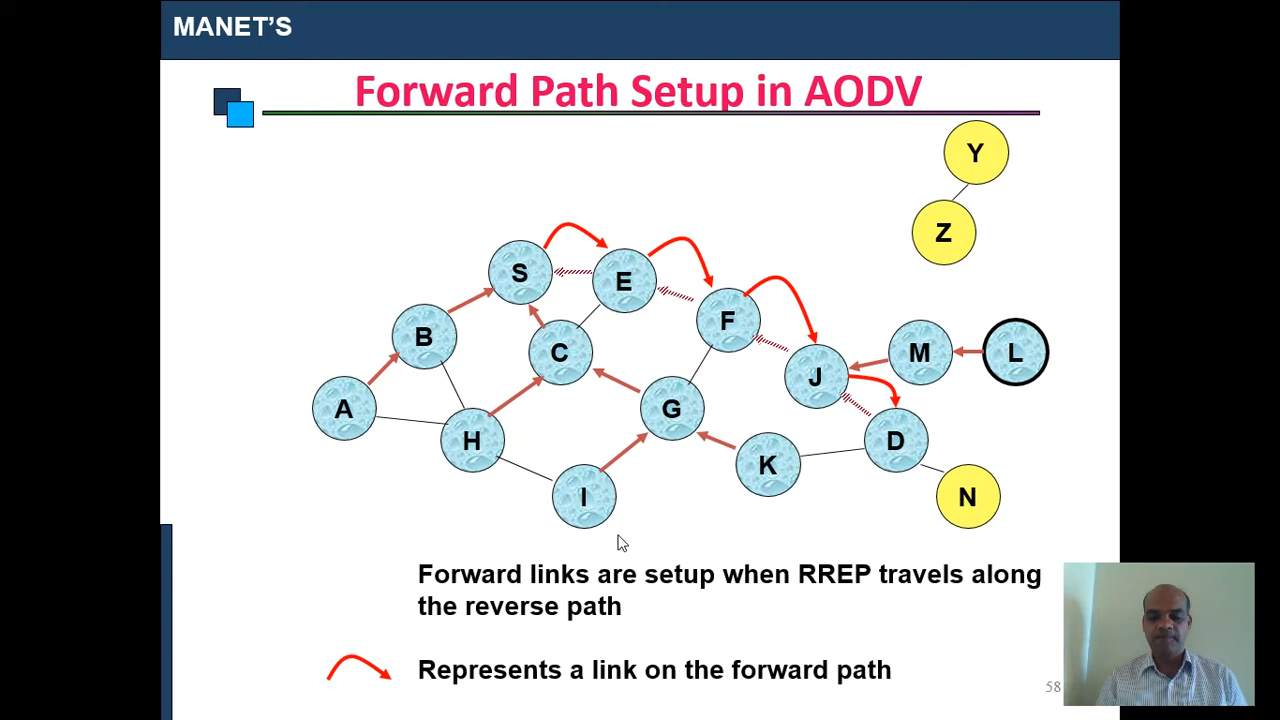 MANET'S
Forward Path Setup in AODV
Y
Z
S
E
F
B
C
J
M
L
A
G
H
D
K
I
N
Forward links are setup when RREP travels along
the reverse path
Represents a link on the forward path
58